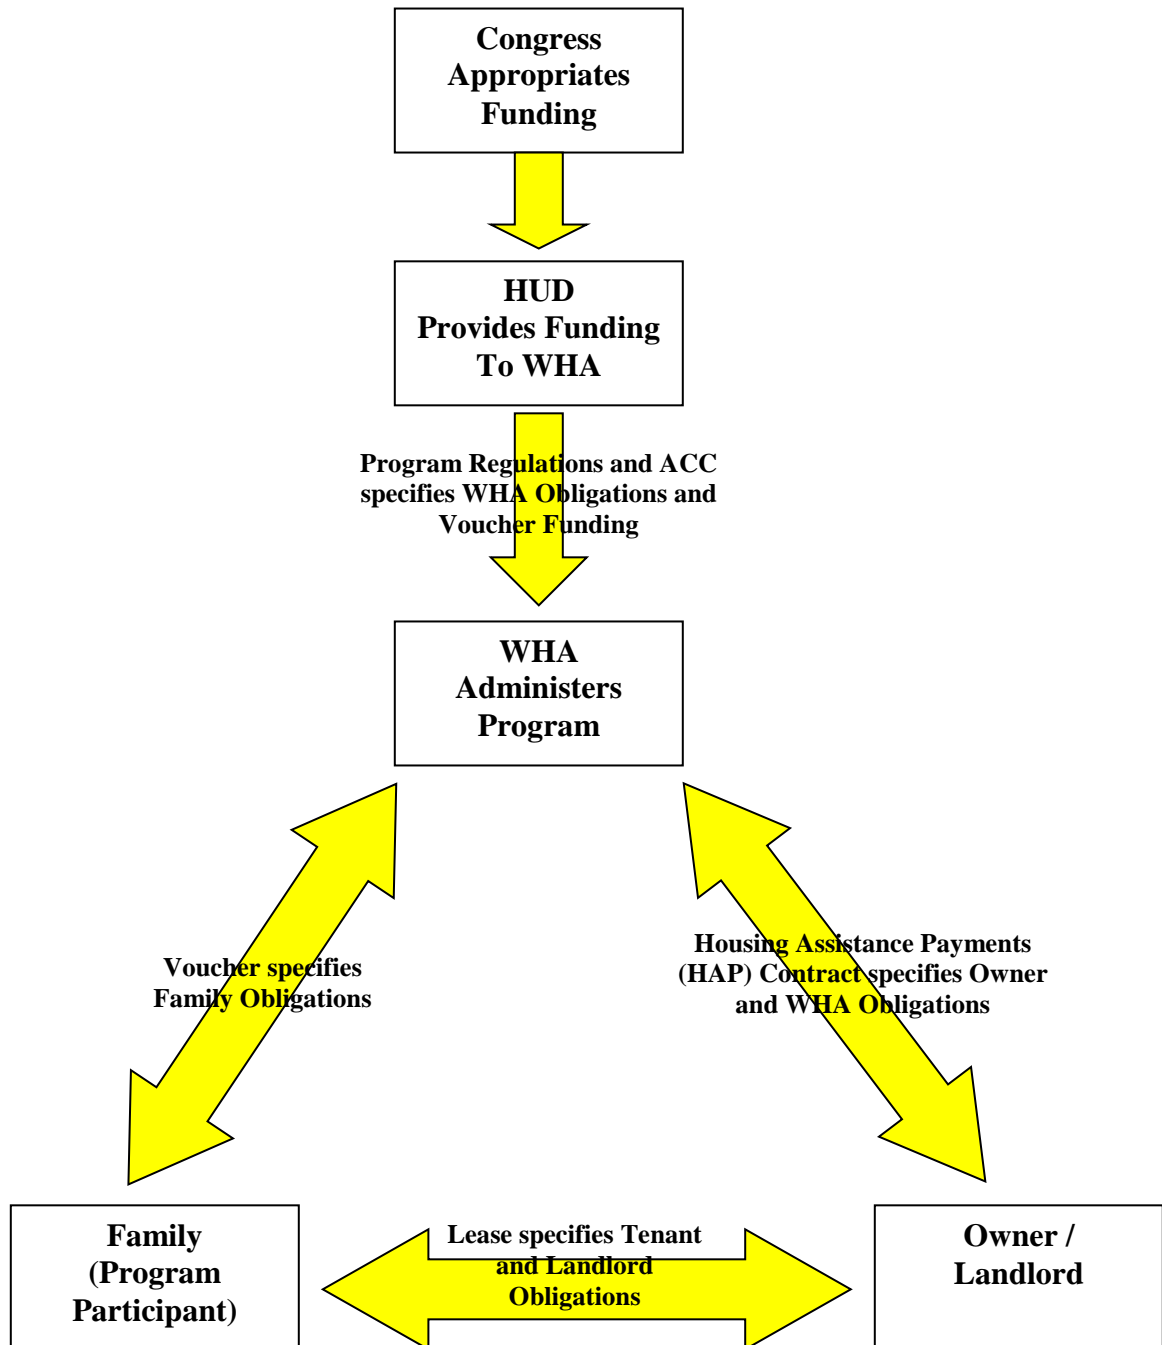 Congress
Appropriates
Funding
HUD
Provides Funding
To WHA
Program Regulations and ACC
specifies WHA Obligations and
Voucher Funding
WHA
Administers
Program
Voucher specifies
Family Obligations
Housing Assistance Payments
(HAP) Contract specifies Owner
and WHA Obligations
Family
(Program
Participant)
Lease specifies Tenant
and Landlord
Obligations
Owner /
Landlord